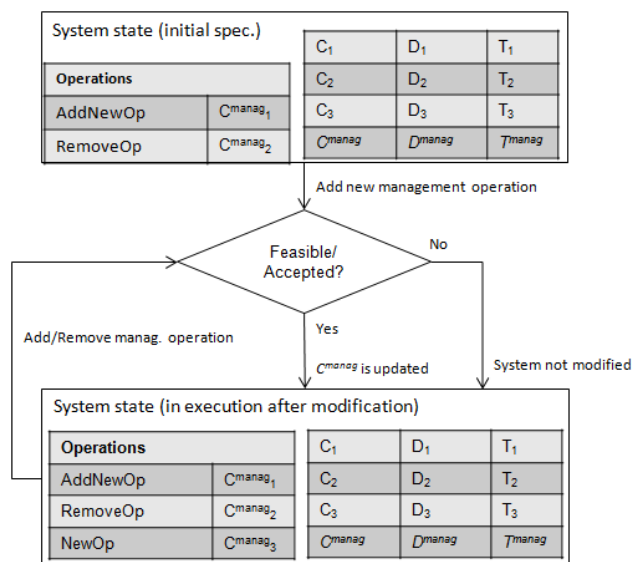 System state (initial spec.)
C1 D1 T1
C2 D2 T2
C3 D3 T3
Cmanag Dmanag Tmanag
Operations
AddNewOp Cmanag1
RemoveOp Cmanag2
Add new management operation
Feasible/
Accepted?
No
Yes
Add/Remove manag. operation
Cmanag is updated
System not modified
System state (in execution after modification)
Operations
AddNewOp Cmanag1
RemoveOp Cmanag2
NewOp Cmanag3
C1 D1 T1
C2 D2 T2
C3 D3 T3
Cmanag Dmanag Tmanag